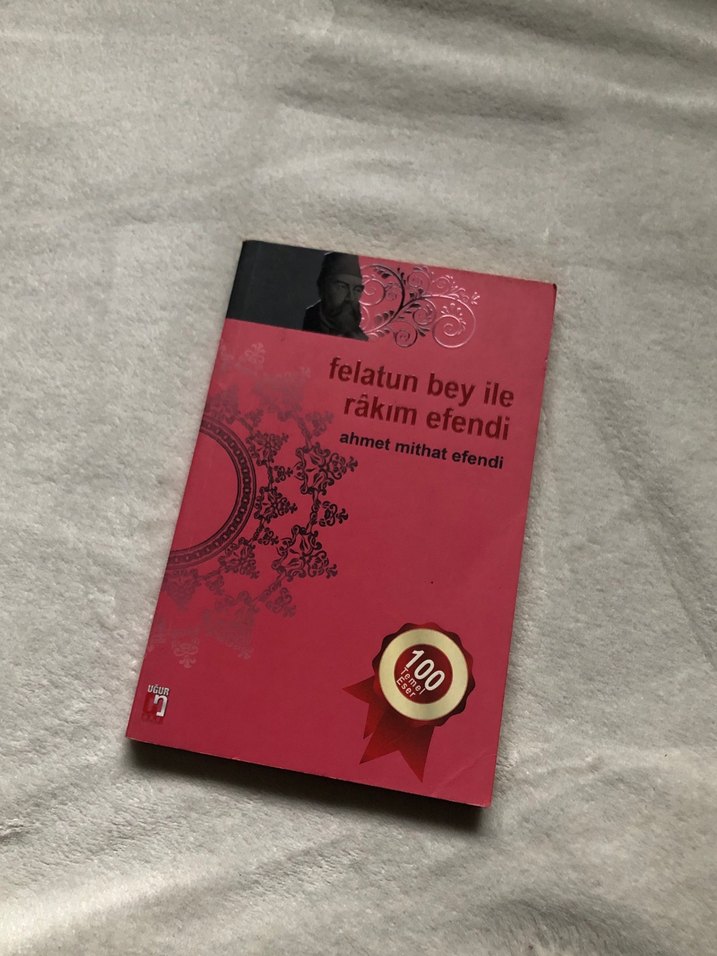 felatun bey ile
râkım efendi
ahmet mithat efendi
100
Temel
Eser
UĞUR